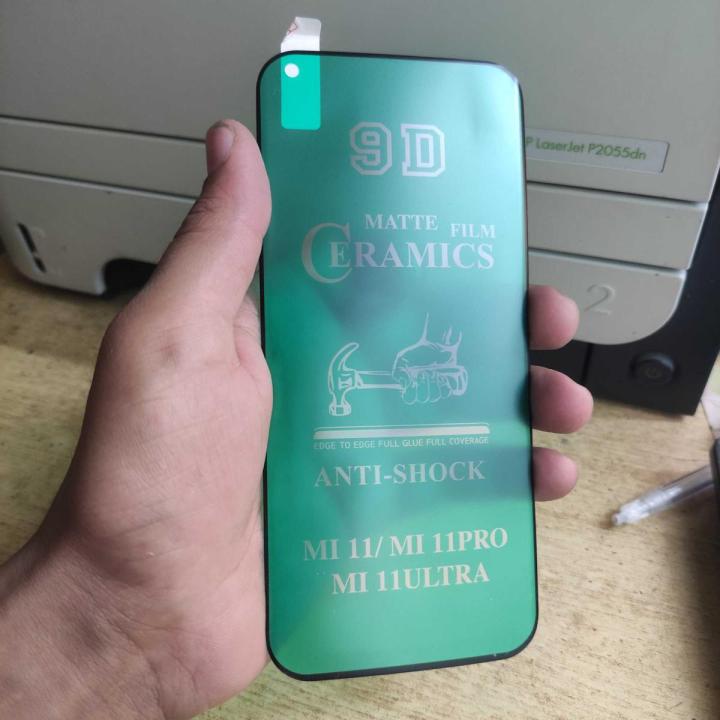 9D
MATTE FILM
CERAMICS
EDGE TO EDGE FULL GLUE FULL COVERAGE
ANTI-SHOCK
MI 11/ MI 11PRO
MI 11ULTRA
P LaserJet P2055dn
2